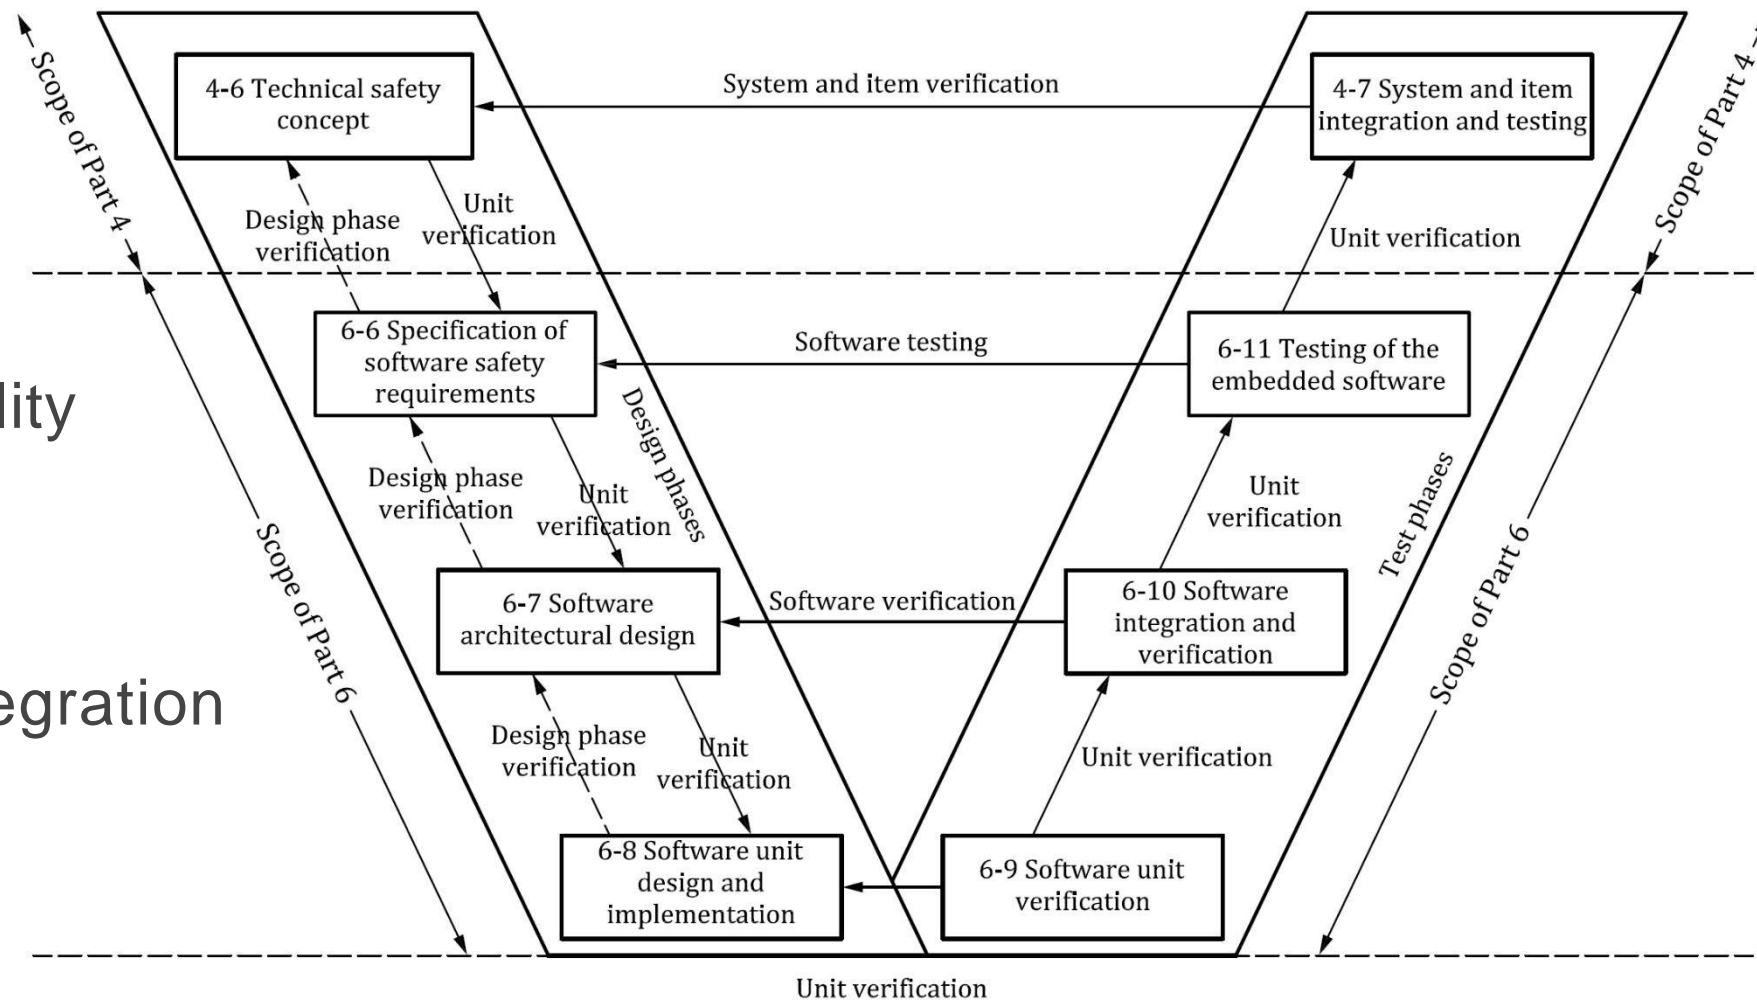 Scope of Part 4
4-6 Technical safety
concept
System and item verification
4-7 System and item
integration and testing
Scope of Part 4
Design phase
verification
Unit
verification
Unit verification
6-6 Specification of
software safety
requirements
Software testing
6-11 Testing of the
embedded software
lity
Design phases
Design phase
verification
Unit
verification
Unit
verification
Test phases
Scope of Part 6
Scope of Part 6
6-7 Software
architectural design
Software verification
6-10 Software
integration and
verification
egration
Design phase
verification
Unit
verification
Unit verification
6-8 Software unit
design and
implementation
6-9 Software unit
verification
Unit verification